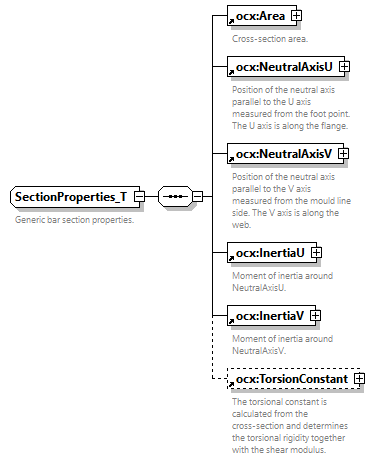 ocx:Area
Cross-section area.
ocx:NeutralAxisU
Position of the neutral axis
parallel to the U axis
measured from the foot point.
The U axis is along the flange.
ocx:NeutralAxisV
Position of the neutral axis
parallel to the V axis
measured from the mould line
side. The V axis is along the
web.
SectionProperties_T
Generic bar section properties.
ocx:InertiaU
Moment of inertia around
NeutralAxisU.
ocx:InertiaV
Moment of inertia around
NeutralAxisV.
ocx:TorsionConstant
The torsional constant is
calculated from the
cross-section and determines
the torsional rigidity together
with the shear modulus.